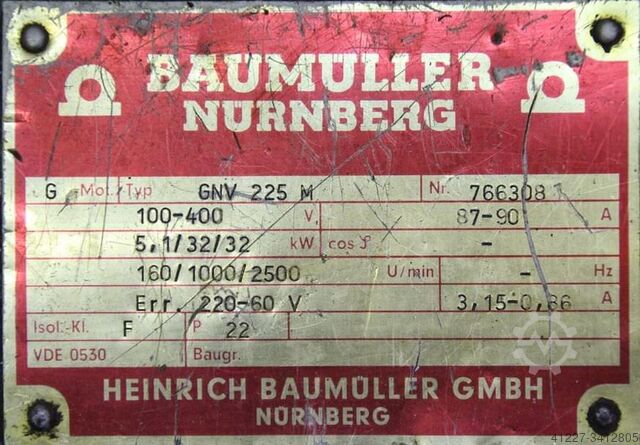 BAUMÜLLER
NÜRNBERG
G Mot. Typ GNV 225 M Nr. 766308
100-400 V 87-90 A
5,1/32/32 kW cos φ -
160/1000/2500 U/min - Hz
Err. 220-60 V 3,15-0,86 A
Isol.-Kl. F P 22
VDE 0530 Baugr.
HEINRICH BAUMÜLLER GMBH
NÜRNBERG
41227-3412805